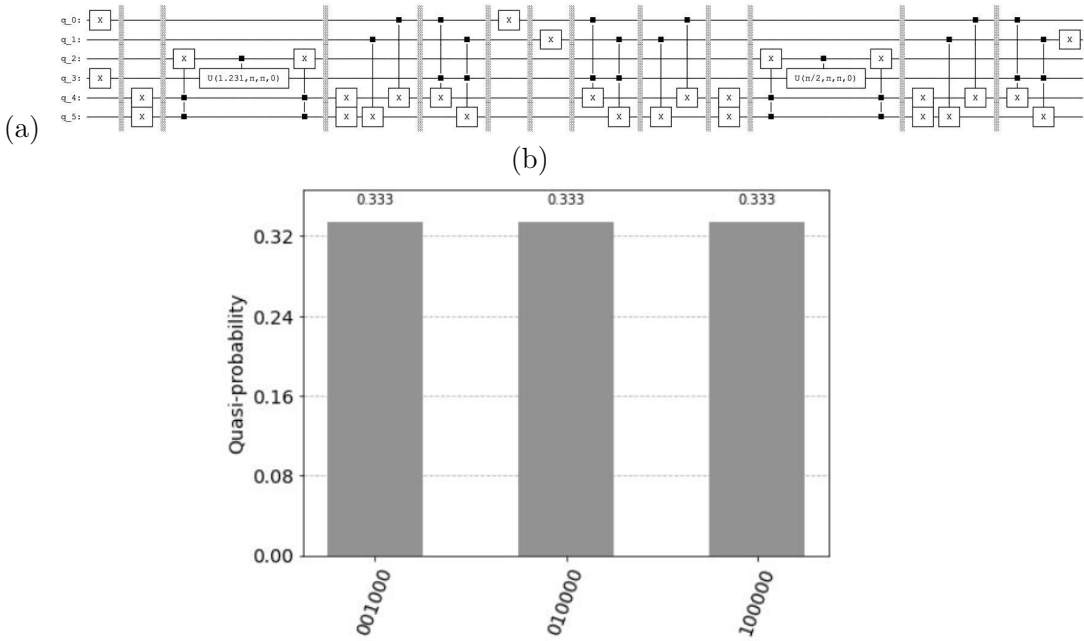 q_0: X X
q_1: X X
q_2: X X X X
q_3: X U(1.231,π,π,0) U(π/2,π,π,0)
q_4: X X X X X X X X X X
q_5: X X X X X X X X X X
(a)
(b)
0.333 0.333 0.333
0.32
0.24
0.16
0.08
0.00
Quasi-probability
001000 010000 100000